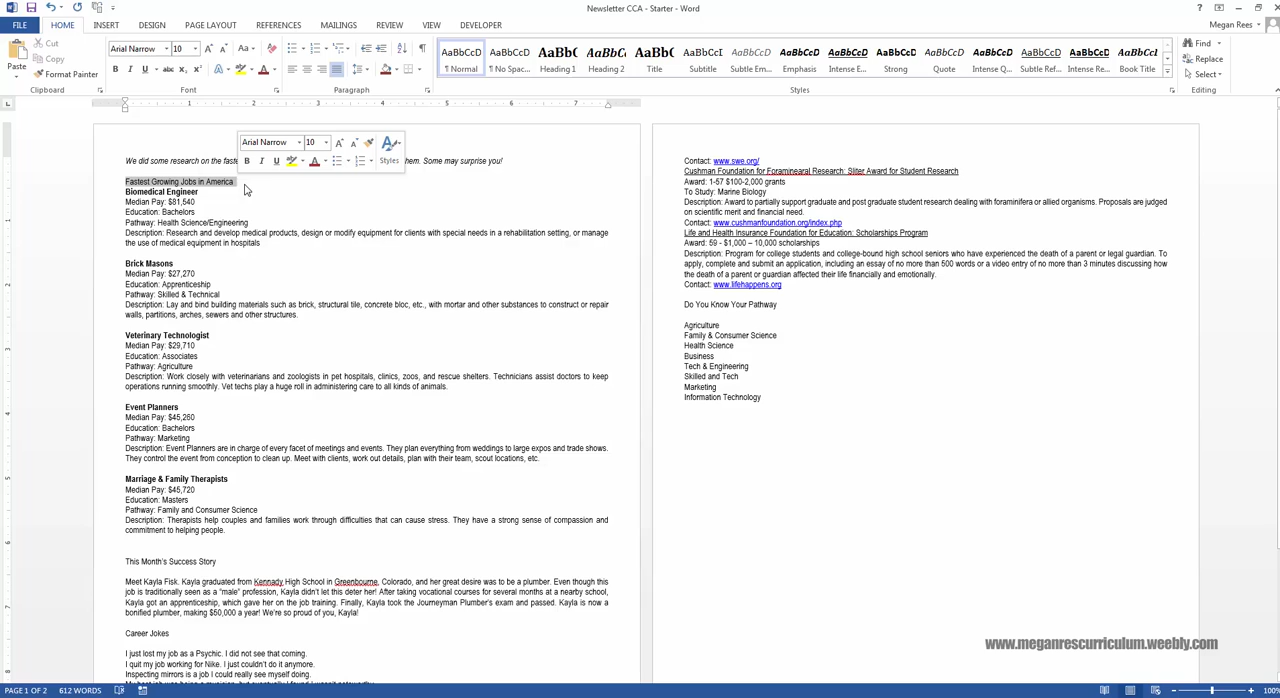 Newsletter CCA - Starter - Word
FILE HOME INSERT DESIGN PAGE LAYOUT REFERENCES MAILINGS REVIEW VIEW DEVELOPER
Megan Rees
Paste
Cut
Copy
Format Painter
Clipboard
Arial Narrow 10
Font
Paragraph
AaBbCcD AaBbCcD AaBb( AaBbC AaBb( AaBbCcD AaBbCcD AaBbCcD AaBbCcD AaBbCcD AaBbCcD AaBbCcD AaBbCcD AaBbCcD AaBbCcI
¶ Normal ¶ No Spac... Heading 1 Heading 2 Title Subtitle Subtle Em... Emphasis Intense E... Strong Quote Intense Q... Subtle Ref... Intense Re... Book Title
Styles
Find
Replace
Select
Editing
Arial Narrow 10
Styles
We did some research on the faste
hem. Some may surprise you!
Fastest Growing Jobs in America
Biomedical Engineer
Median Pay: $81,540
Education: Bachelors
Pathway: Health Science/Engineering
Description: Research and develop medical products, design or modify equipment for clients with special needs in a rehabilitation setting, or manage
the use of medical equipment in hospitals
Brick Masons
Median Pay: $27,270
Education: Apprenticeship
Pathway: Skilled & Technical
Description: Lay and bind building materials such as brick, structural tile, concrete bloc, etc., with mortar and other substances to construct or repair
walls, partitions, arches, sewers and other structures.
Veterinary Technologist
Median Pay: $29,710
Education: Associates
Pathway: Agriculture
Description: Work closely with veterinarians and zoologists in pet hospitals, clinics, zoos, and rescue shelters. Technicians assist doctors to keep
operations running smoothly. Vet techs play a huge roll in administering care to all kinds of animals.
Event Planners
Median Pay: $45,260
Education: Bachelors
Pathway: Marketing
Description: Event Planners are in charge of every facet of meetings and events. They plan everything from weddings to large expos and trade shows.
They control the event from conception to clean up. Meet with clients, work out details, plan with their team, scout locations, etc.
Marriage & Family Therapists
Median Pay: $45,720
Education: Masters
Pathway: Family and Consumer Science
Description: Therapists help couples and families work through difficulties that can cause stress. They have a strong sense of compassion and
commitment to helping people.
This Month's Success Story
Meet Kayla Fisk. Kayla graduated from Kennady High School in Greenbourne, Colorado, and her great desire was to be a plumber. Even though this
job is traditionally seen as a "male" profession, Kayla didn't let this deter her! After taking vocational courses for several months at a nearby school,
Kayla got an apprenticeship, which gave her on the job training. Finally, Kayla took the Journeyman Plumber's exam and passed. Kayla is now a
bonified plumber, making $50,000 a year! We're so proud of you, Kayla!
Career Jokes
I just lost my job as a Psychic. I did not see that coming.
I quit my job working for Nike. I just couldn't do it anymore.
Inspecting mirrors is a job I could really see myself doing.
Contact: www.swe.org/
Cushman Foundation for Foraminearal Research: Sliter Award for Student Research
Award: 1-57 $100-2,000 grants
To Study: Marine Biology
Description: Award to partially support graduate and post graduate student research dealing with foraminifera or allied organisms. Proposals are judged
on scientific merit and financial need.
Contact: www.cushmanfoundation.org/index.php
Life and Health Insurance Foundation for Education: Scholarships Program
Award: 59 - $1,000 – 10,000 scholarships
Description: Program for college students and college-bound high school seniors who have experienced the death of a parent or legal guardian. To
apply, complete and submit an application, including an essay of no more than 500 words or a video entry of no more than 3 minutes discussing how
the death of a parent or guardian affected their life financially and emotionally.
Contact: www.lifehappens.org
Do You Know Your Pathway
Agriculture
Family & Consumer Science
Health Science
Business
Tech & Engineering
Skilled and Tech
Marketing
Information Technology
www.meganrescurriculum.weebly.com
PAGE 1 OF 2 612 WORDS
100%